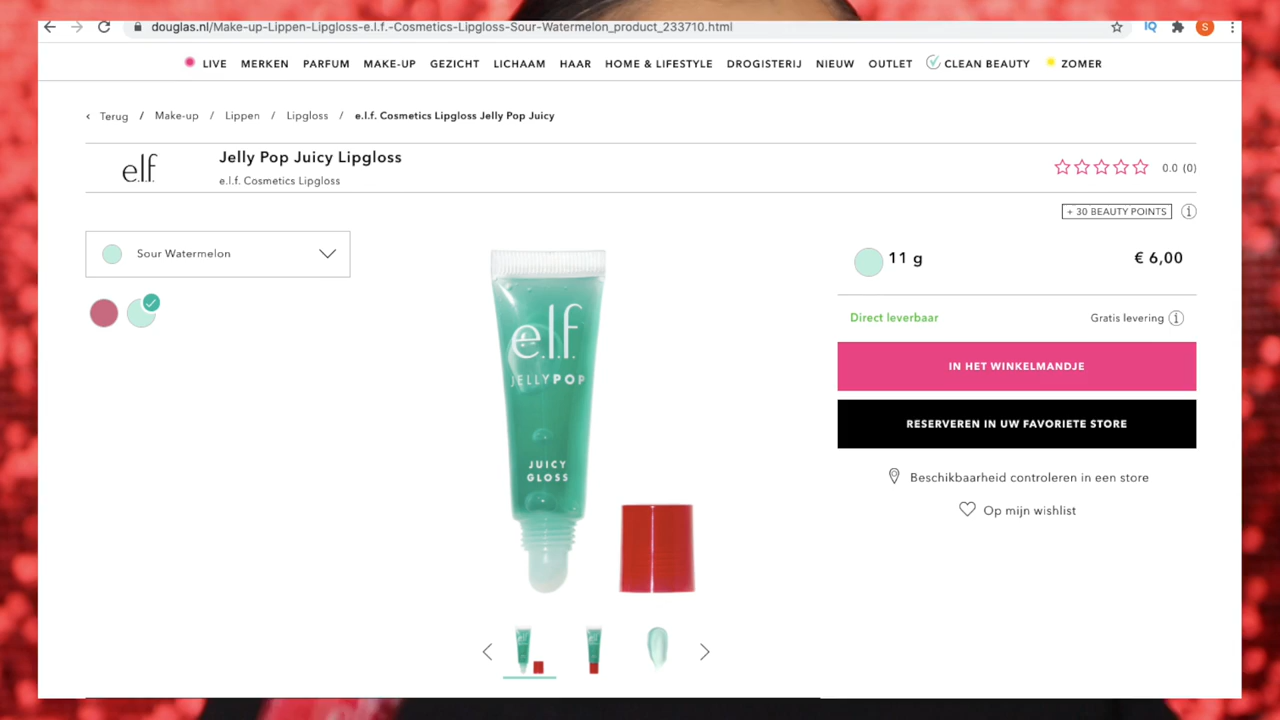 douglas.nl/Make-up-Lippen-Lipgloss-e.l.f.-Cosmetics-Lipgloss-Sour-Watermelon_product_233710.html
IQ
S
LIVE MERKEN PARFUM MAKE-UP GEZICHT LICHAAM HAAR HOME & LIFESTYLE DROGISTERIJ NIEUW OUTLET CLEAN BEAUTY ZOMER
‹ Terug / Make-up / Lippen / Lipgloss / e.l.f. Cosmetics Lipgloss Jelly Pop Juicy
e.l.f.
Jelly Pop Juicy Lipgloss
e.l.f. Cosmetics Lipgloss
0.0 (0)
+ 30 BEAUTY POINTS i
Sour Watermelon
11 g € 6,00
Direct leverbaar Gratis levering i
IN HET WINKELMANDJE
RESERVEREN IN UW FAVORIETE STORE
Beschikbaarheid controleren in een store
Op mijn wishlist
e.l.f.
JELLYPOP
JUICY
GLOSS
elf
elf